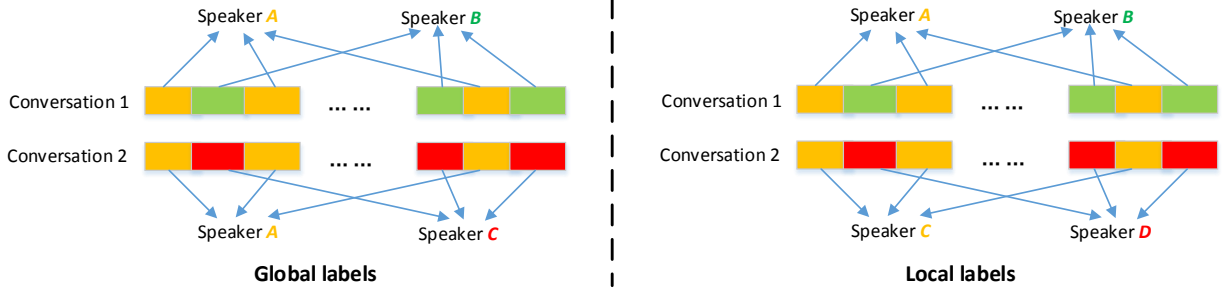 Speaker A Speaker B
Conversation 1 ... ...
Conversation 2 ... ...
Speaker A Speaker C
Global labels
Speaker A Speaker B
Conversation 1 ... ...
Conversation 2 ... ...
Speaker C Speaker D
Local labels